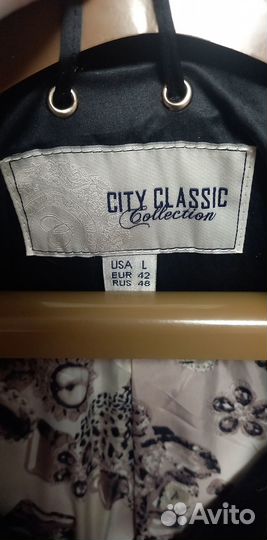 CITY CLASSIC
Collection
USA L
EUR 42
RUS 48
Avito